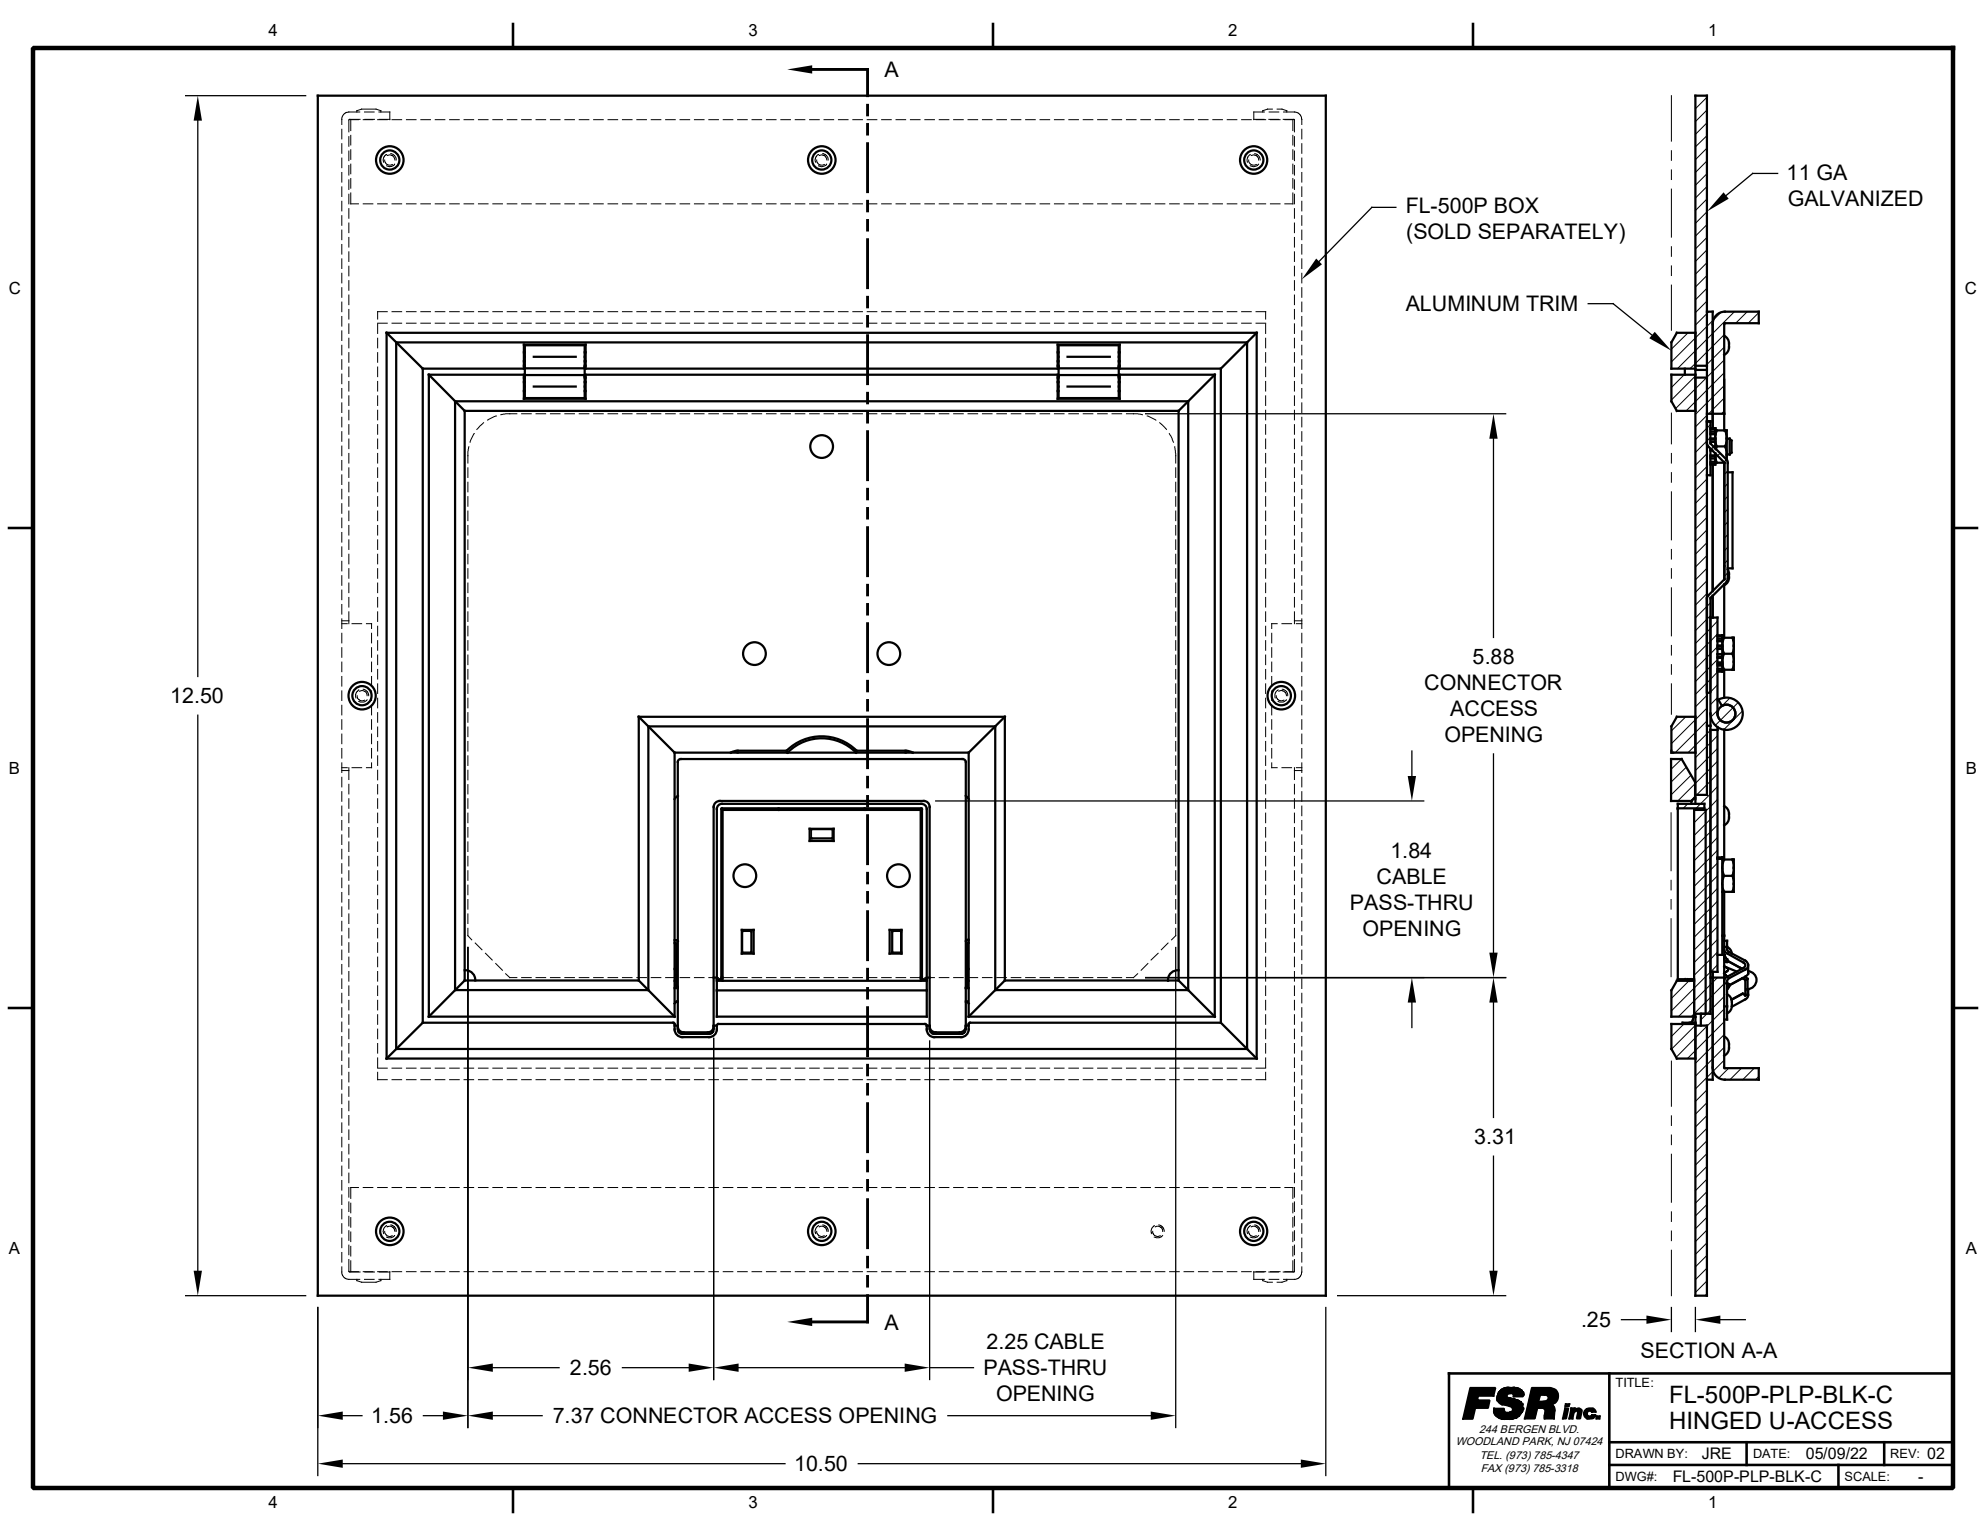 4
3
2
1
A
11 GA
GALVANIZED
FL-500P BOX
(SOLD SEPARATELY)
C
C
ALUMINUM TRIM
12.50
5.88
CONNECTOR
ACCESS
OPENING
B
B
1.84
CABLE
PASS-THRU
OPENING
3.31
A
A
.25
A
SECTION A-A
2.25 CABLE
PASS-THRU
OPENING
2.56
1.56
7.37 CONNECTOR ACCESS OPENING
10.50
FSR inc.
244 BERGEN BLVD.
WOODLAND PARK, NJ 07424
TEL. (973) 785-4347
FAX (973) 785-3318
TITLE:
FL-500P-PLP-BLK-C
HINGED U-ACCESS
DRAWN BY: JRE
DATE: 05/09/22
REV: 02
DWG#: FL-500P-PLP-BLK-C
SCALE: -
4
3
2
1